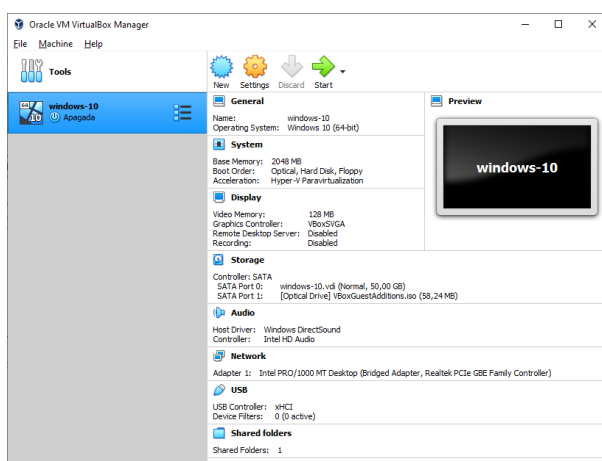 Oracle VM VirtualBox Manager
File Machine Help
Tools
New Settings Discard Start
64 10 windows-10
Apagada
General
Name: windows-10
Operating System: Windows 10 (64-bit)
System
Base Memory: 2048 MB
Boot Order: Optical, Hard Disk, Floppy
Acceleration: Hyper-V Paravirtualization
Display
Video Memory: 128 MB
Graphics Controller: VBoxSVGA
Remote Desktop Server: Disabled
Recording: Disabled
Storage
Controller: SATA
SATA Port 0: windows-10.vdi (Normal, 50,00 GB)
SATA Port 1: [Optical Drive] VBoxGuestAdditions.iso (58,24 MB)
Audio
Host Driver: Windows DirectSound
Controller: Intel HD Audio
Network
Adapter 1: Intel PRO/1000 MT Desktop (Bridged Adapter, Realtek PCIe GBE Family Controller)
USB
USB Controller: xHCI
Device Filters: 0 (0 active)
Shared folders
Shared Folders: 1
Preview
windows-10